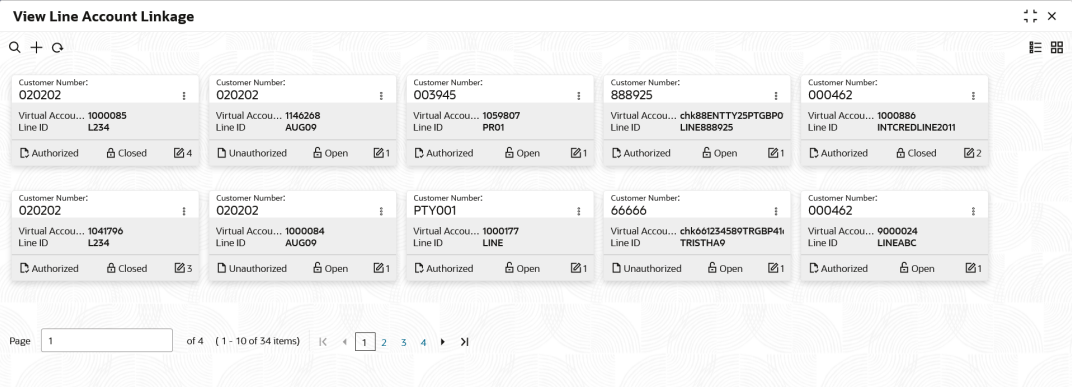 View Line Account Linkage
Customer Number:
020202
Virtual Accou... 1000085
Line ID L234
Authorized Closed 4
Customer Number:
020202
Virtual Accou... 1146268
Line ID AUG09
Unauthorized Open 1
Customer Number:
003945
Virtual Accou... 1059807
Line ID PR01
Authorized Open 1
Customer Number:
888925
Virtual Accou... chk88ENTTY25PTGBP0
Line ID LINE888925
Authorized Open 1
Customer Number:
000462
Virtual Accou... 1000886
Line ID INTCREDLINE2011
Authorized Closed 2
Customer Number:
020202
Virtual Accou... 1041796
Line ID L234
Authorized Closed 3
Customer Number:
020202
Virtual Accou... 1000084
Line ID AUG09
Unauthorized Open 1
Customer Number:
PTY001
Virtual Accou... 1000177
Line ID LINE
Authorized Open 1
Customer Number:
66666
Virtual Accou... chk661234589TRGBP41
Line ID TRISTHA9
Unauthorized Open 1
Customer Number:
000462
Virtual Accou... 9000024
Line ID LINEABC
Authorized Open 1
Page 1 of 4 (1 - 10 of 34 items) 1 2 3 4